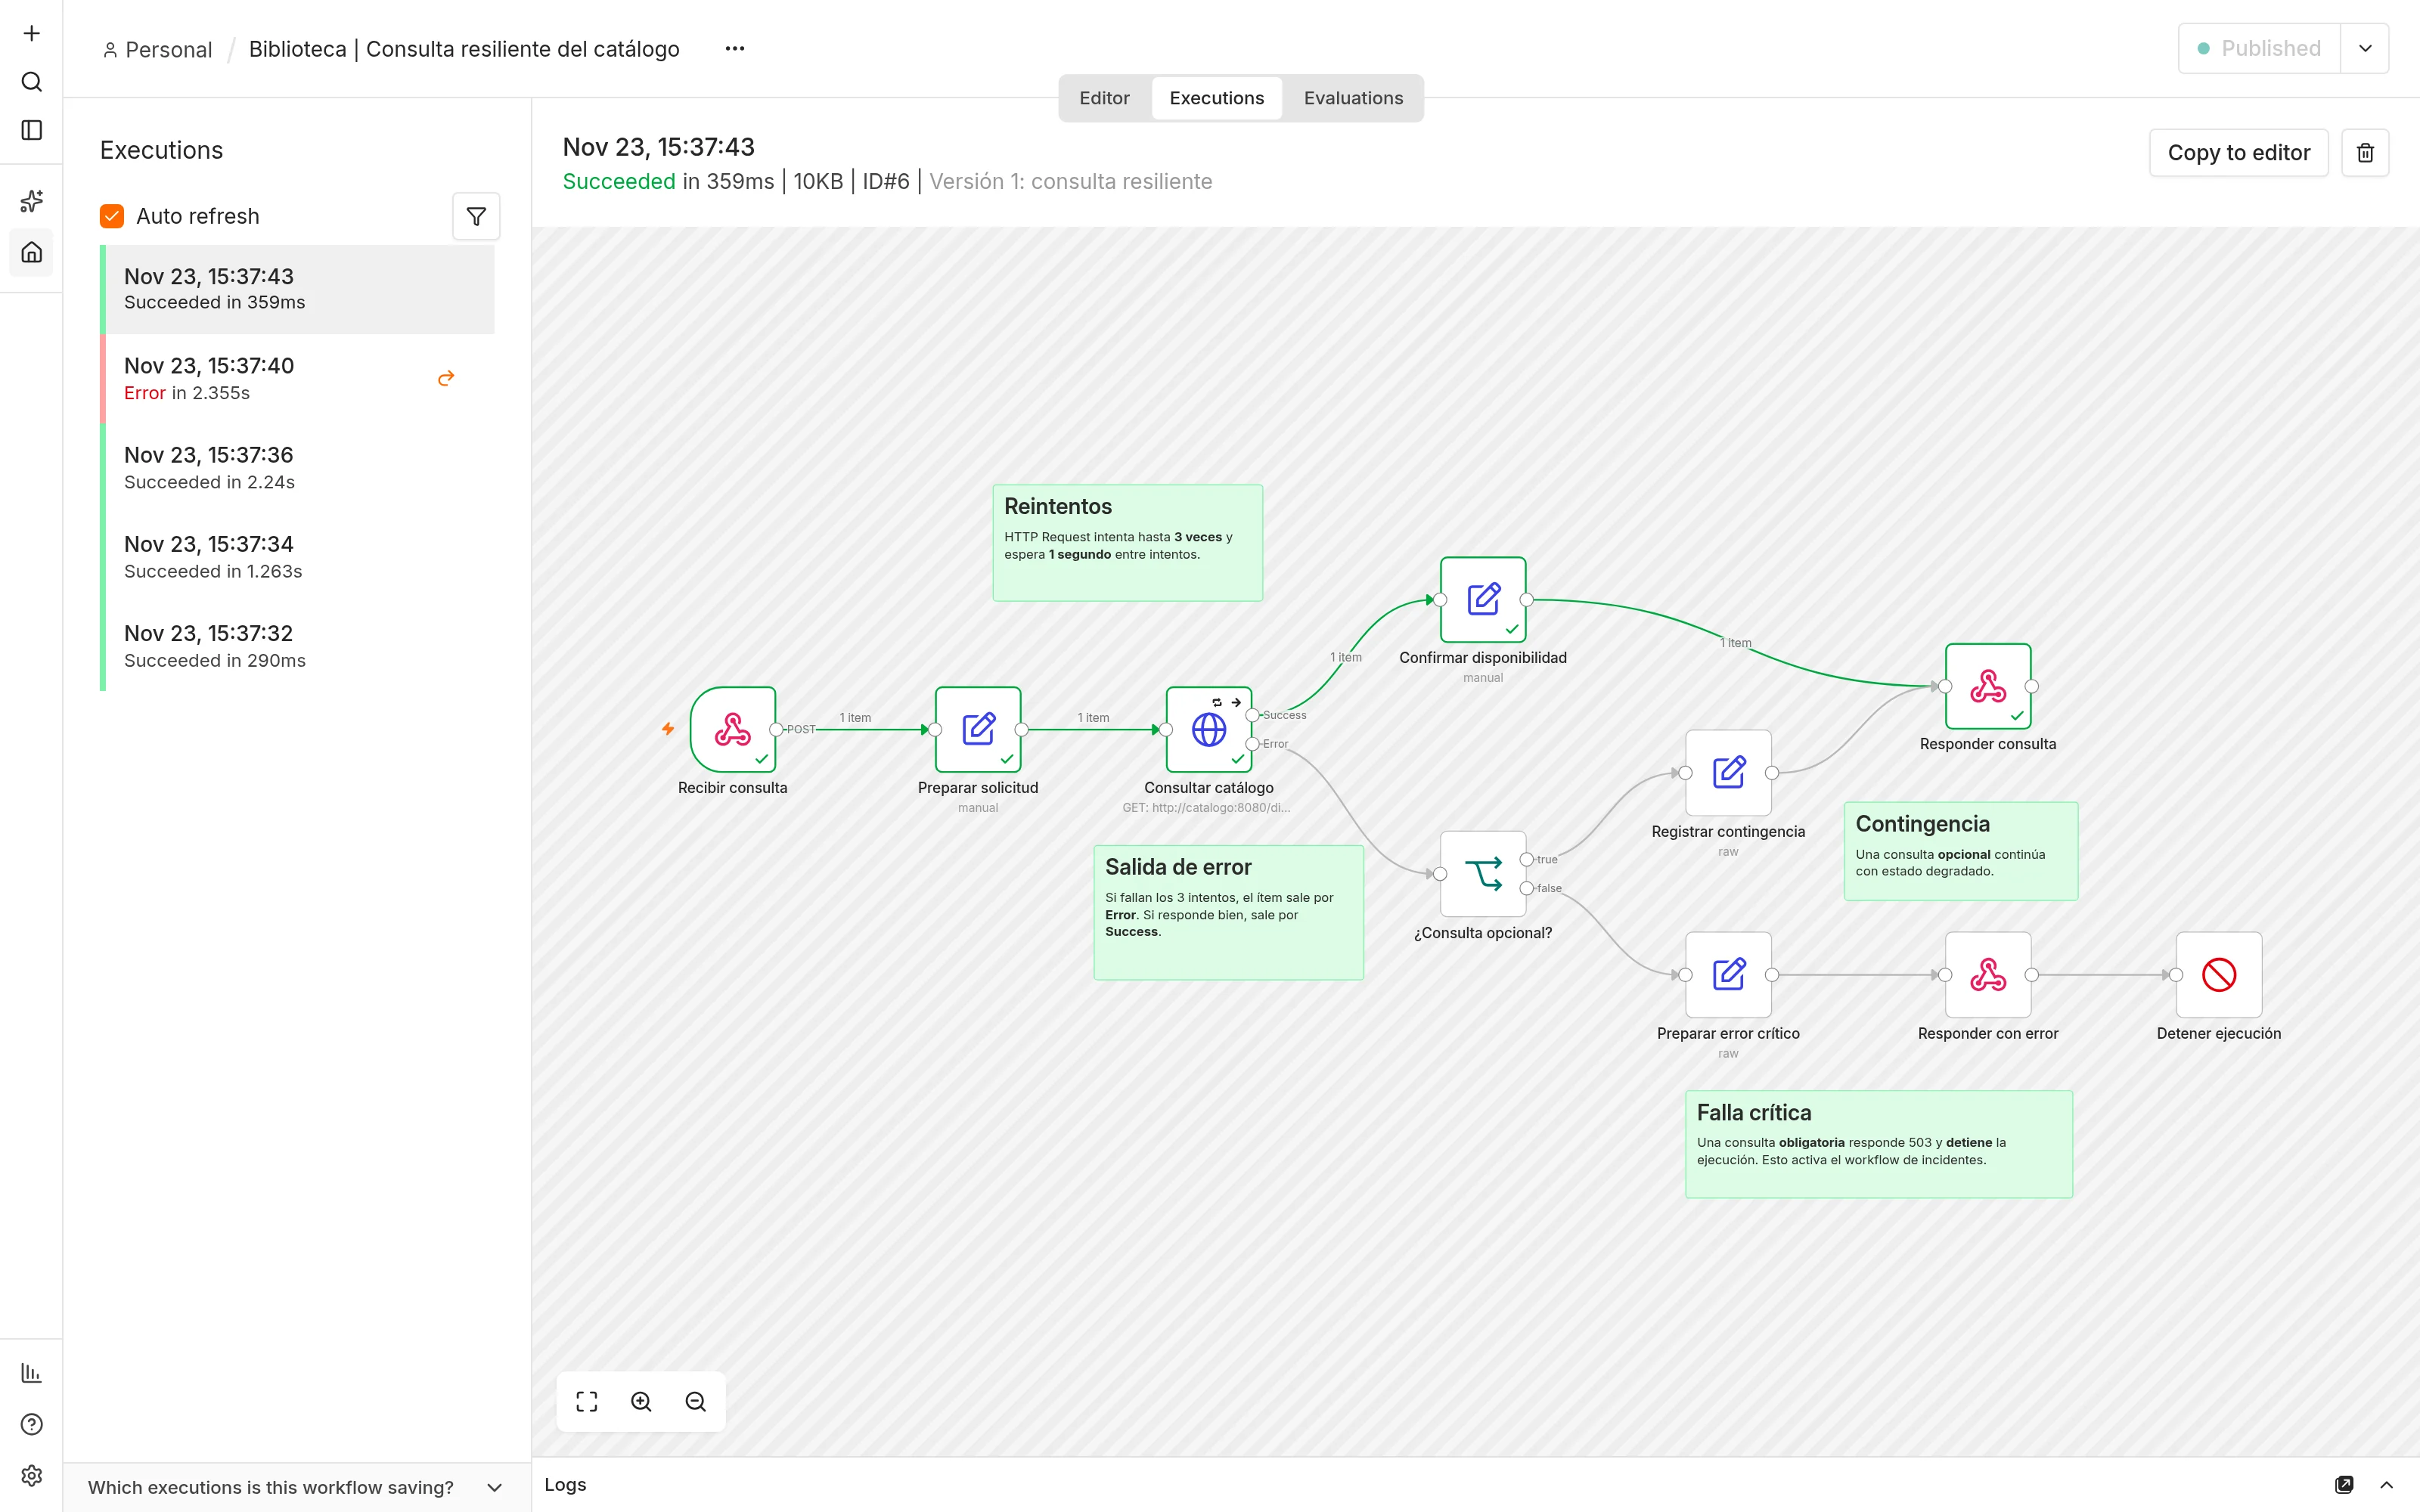 Personal / Biblioteca | Consulta resiliente del catálogo
Published
Editor
Executions
Evaluations
Executions
Auto refresh
Nov 23, 15:37:43
Succeeded in 359ms
Nov 23, 15:37:40
Error in 2.355s
Nov 23, 15:37:36
Succeeded in 2.24s
Nov 23, 15:37:34
Succeeded in 1.263s
Nov 23, 15:37:32
Succeeded in 290ms
Which executions is this workflow saving?
Nov 23, 15:37:43
Succeeded in 359ms | 10KB | ID#6 | Versión 1: consulta resiliente
Copy to editor
Reintentos
HTTP Request intenta hasta 3 veces y
espera 1 segundo entre intentos.
1 item
Confirmar disponibilidad
manual
1 item
Responder consulta
POST
1 item
1 item
Success
Error
Recibir consulta
Preparar solicitud
manual
Consultar catálogo
GET: http://catalogo:8080/di...
Registrar contingencia
raw
Contingencia
Una consulta opcional continúa
con estado degradado.
Salida de error
Si fallan los 3 intentos, el ítem sale por
Error. Si responde bien, sale por
Success.
true
false
¿Consulta opcional?
Preparar error crítico
raw
Responder con error
Detener ejecución
Falla crítica
Una consulta obligatoria responde 503 y detiene la
ejecución. Esto activa el workflow de incidentes.
Logs